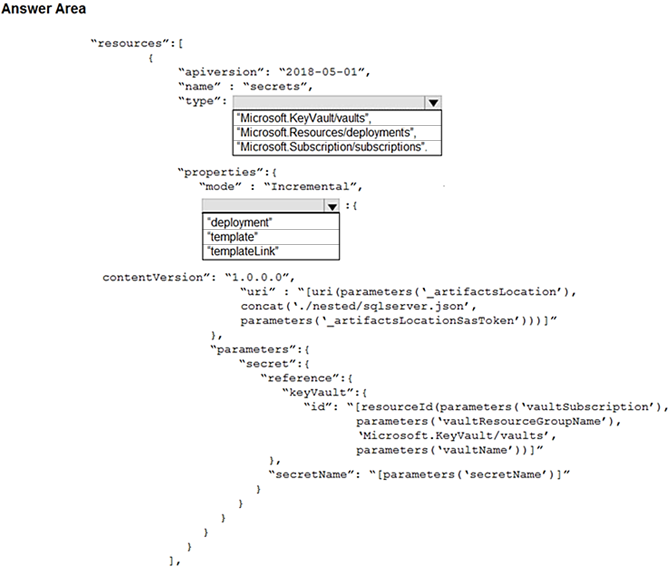 Answer Area
“resources”:[
{
“apiversion”: “2018-05-01”,
“name” : “secrets”,
“type”:
"Microsoft.KeyVault/vaults",
"Microsoft.Resources/deployments",
"Microsoft.Subscription/subscriptions".
“properties”:{
“mode” : “Incremental”,
:{
"deployment"
"template"
"templateLink"
contentVersion”: “1.0.0.0”,
“uri” : “[uri(parameters(‘_artifactsLocation’),
concat(‘./nested/sqlserver.json’,
parameters(‘_artifactsLocationSasToken’)))]”
},
“parameters”:{
“secret”:{
“reference”:{
“keyVault”:{
“id”: “[resourceId(parameters(‘vaultSubscription’),
parameters(‘vaultResourceGroupName’),
‘Microsoft.KeyVault/vaults’,
parameters(‘vaultName’))]”
},
“secretName”: “[parameters(‘secretName’)]”
}
}
}
}
}
],